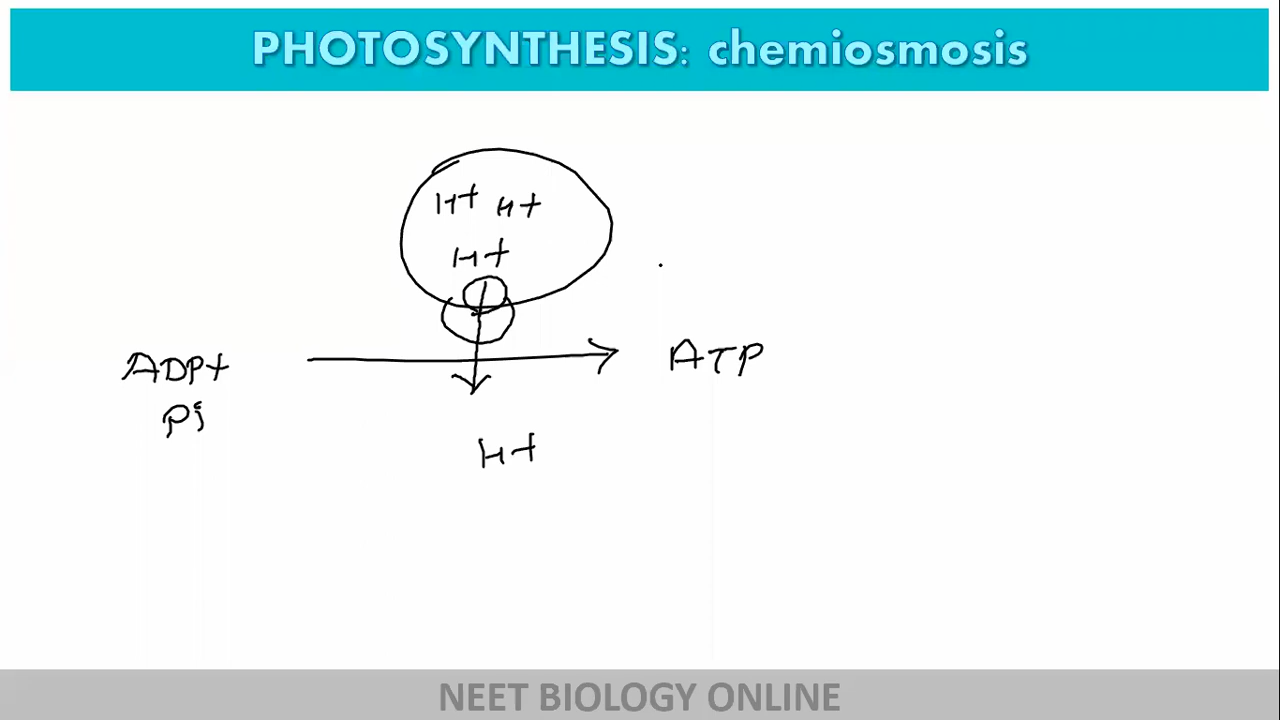 PHOTOSYNTHESIS: chemiosmosis
H+ H+
H+
ADP+
Pi
ATP
H+
NEET BIOLOGY ONLINE